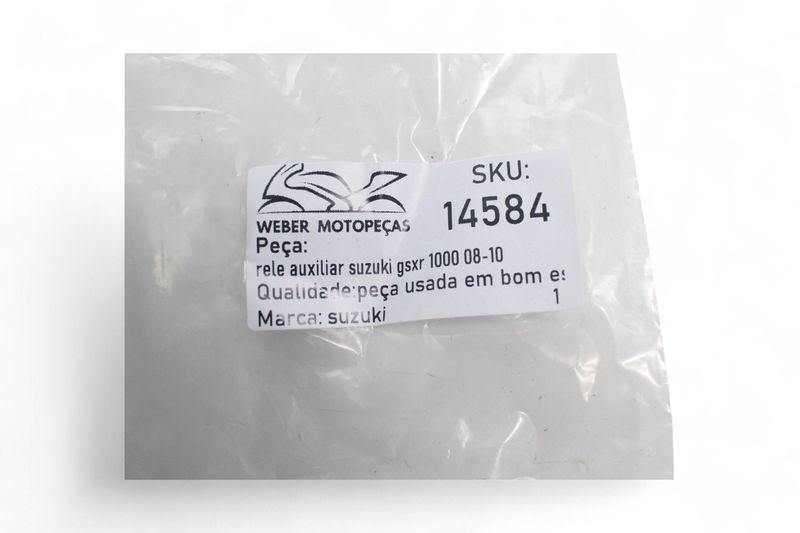 SKU:
14584
WEBER MOTOPEÇAS
Peça:
rele auxiliar suzuki gsxr 1000 08-10
Qualidade:peça usada em bom es
1
Marca: suzuki